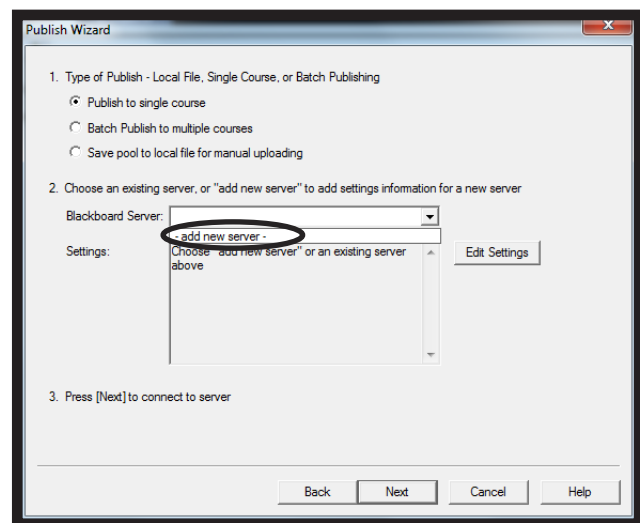 Publish Wizard
X
1. Type of Publish - Local File, Single Course, or Batch Publishing
Publish to single course
Batch Publish to multiple courses
Save pool to local file for manual uploading
2. Choose an existing server, or "add new server" to add settings information for a new server
Blackboard Server:
- add new server -
Settings:
Choose "add new server" or an existing server
above
Edit Settings
3. Press [Next] to connect to server
Back Next Cancel Help